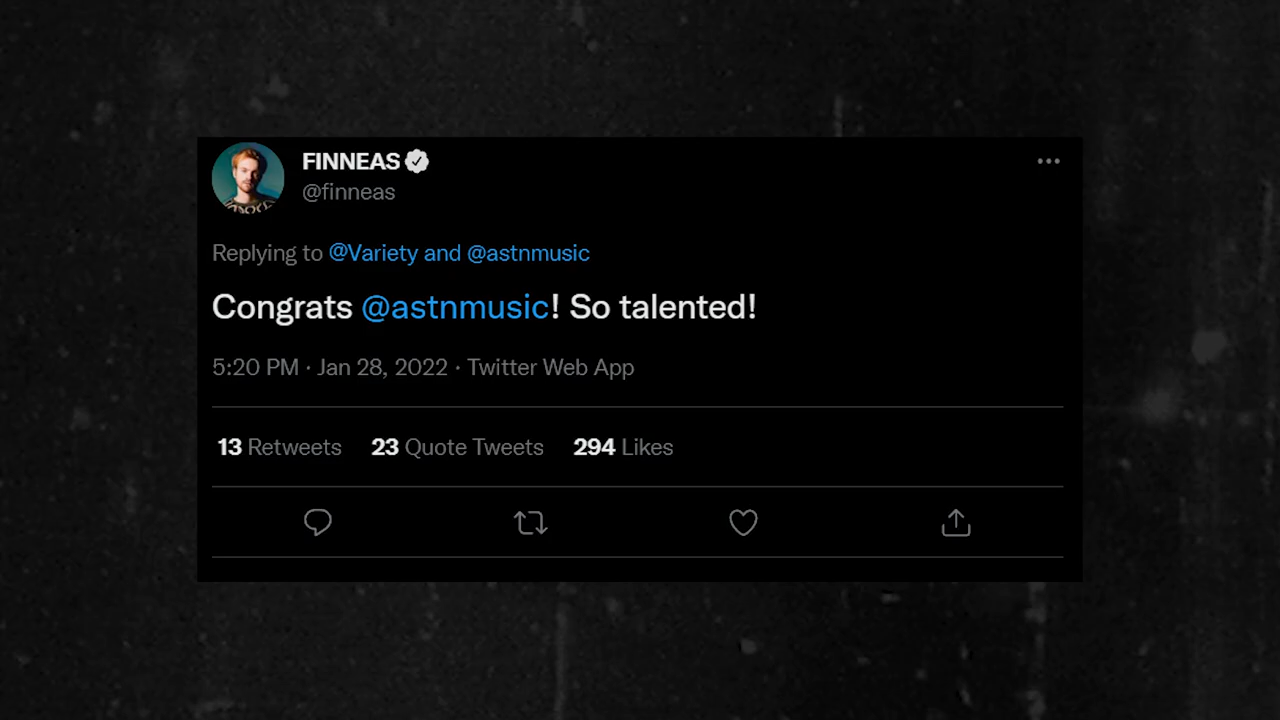 FINNEAS
@finneas
Replying to @Variety and @astnmusic
Congrats @astnmusic! So talented!
5:20 PM · Jan 28, 2022 · Twitter Web App
13 Retweets 23 Quote Tweets 294 Likes